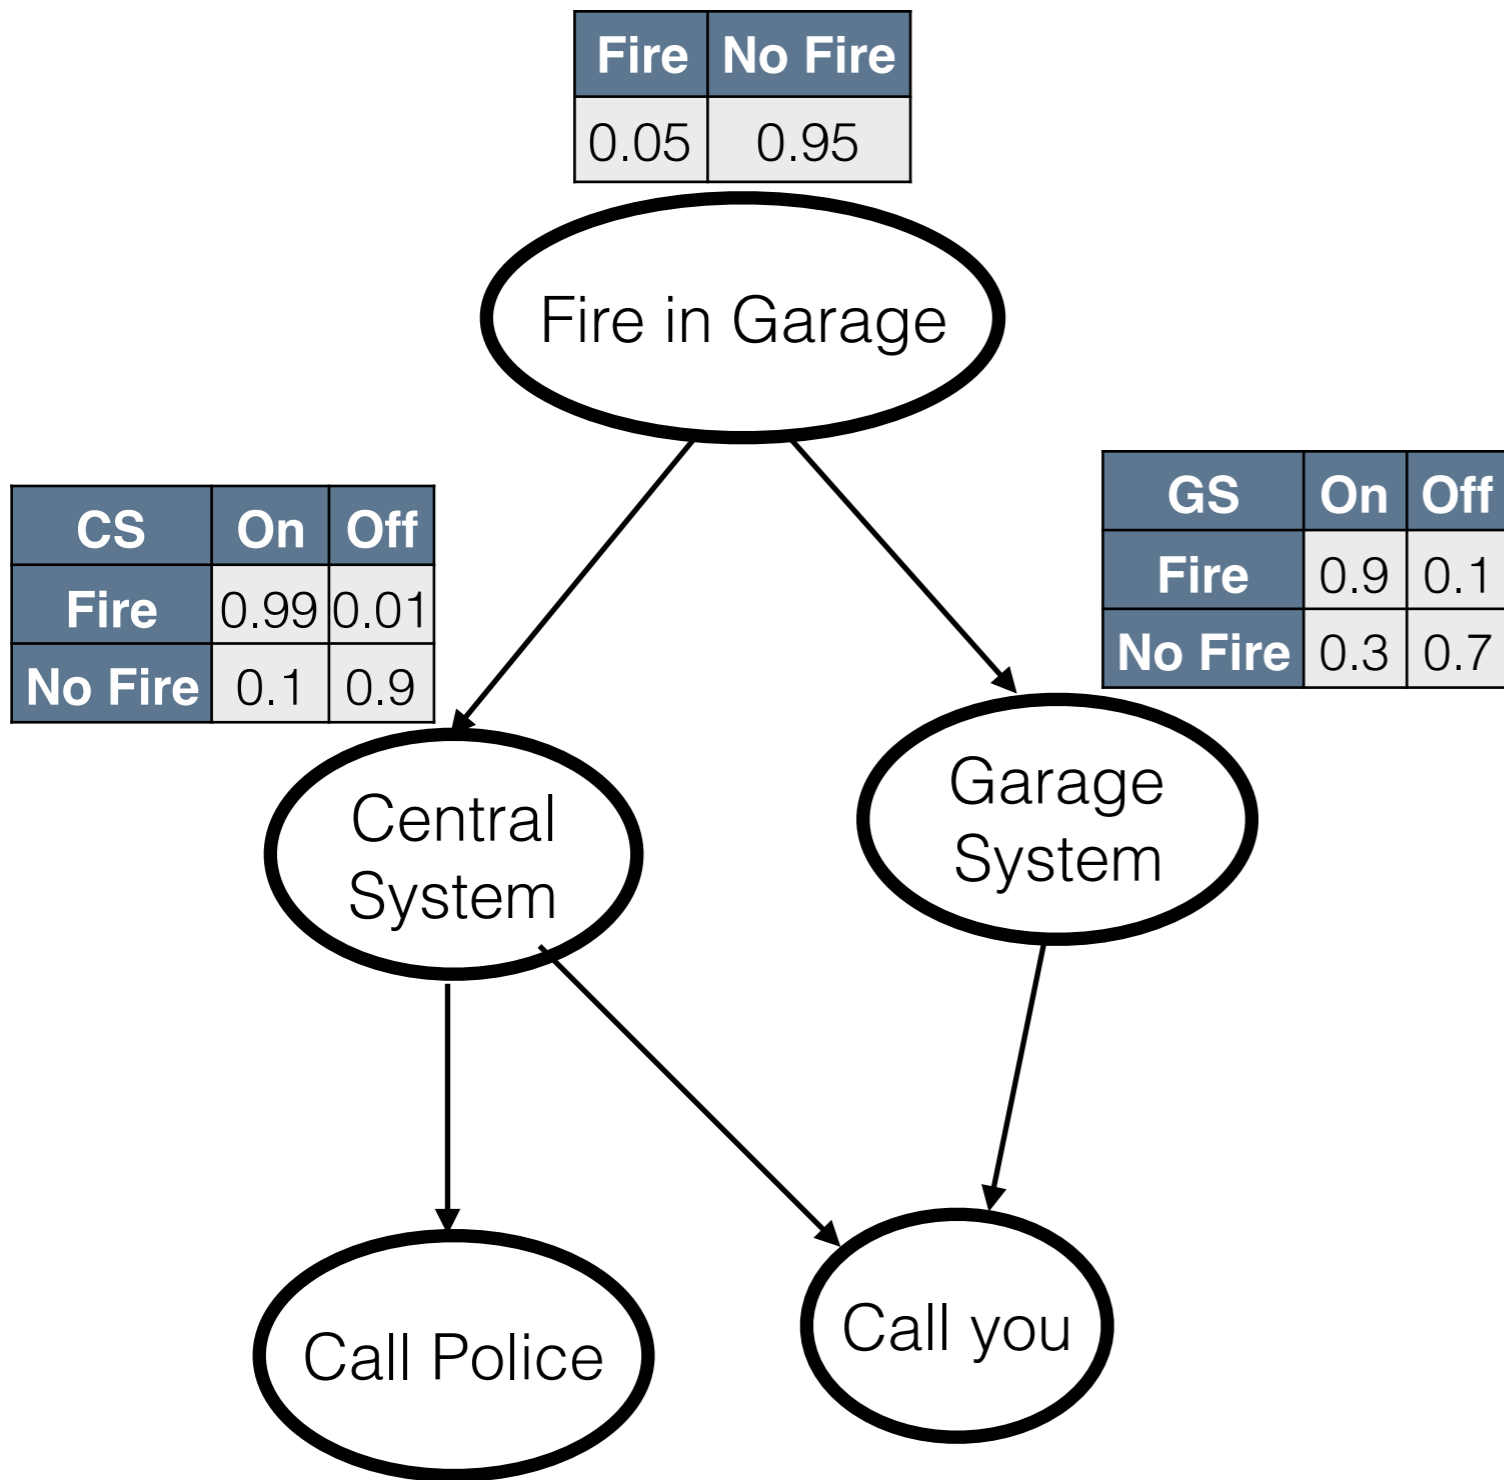 Fire No Fire
0.05 0.95
Fire in Garage
CS On Off
Fire 0.99 0.01
No Fire 0.1 0.9
GS On Off
Fire 0.9 0.1
No Fire 0.3 0.7
Central
System
Garage
System
Call Police
Call you